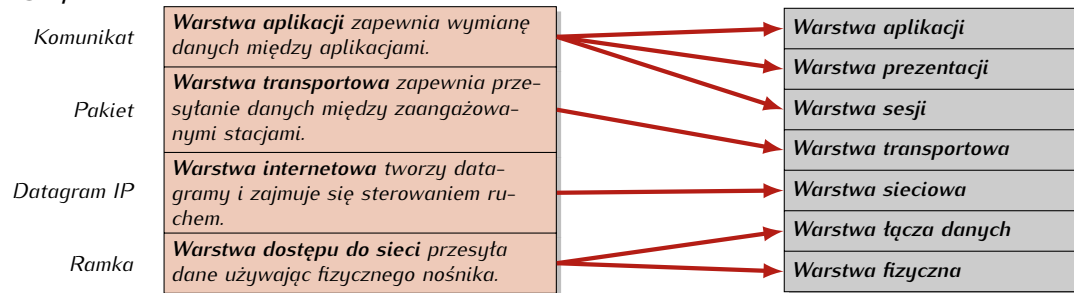 Komunikat
Warstwa aplikacji zapewnia wymianę
danych między aplikacjami.
Pakiet
Warstwa transportowa zapewnia prze-
syłanie danych między zaangażowa-
nymi stacjami.
Datagram IP
Warstwa internetowa tworzy data-
gramy i zajmuje się sterowaniem ru-
chem.
Ramka
Warstwa dostępu do sieci przesyła
dane używając fizycznego nośnika.
Warstwa aplikacji
Warstwa prezentacji
Warstwa sesji
Warstwa transportowa
Warstwa sieciowa
Warstwa łącza danych
Warstwa fizyczna